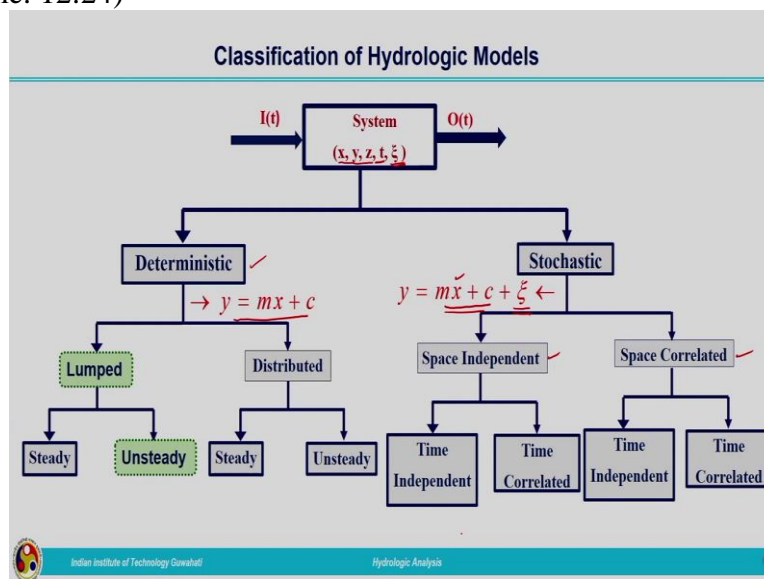 Classification of Hydrologic Models
I(t)
System
(x, y, z, t, ξ)
O(t)
Deterministic
Stochastic
→ y = mx + c
y = mx + c + ξ ←
Lumped
Distributed
Space Independent
Space Correlated
Steady
Unsteady
Steady
Unsteady
Time
Independent
Time
Correlated
Time
Independent
Time
Correlated
Indian Institute of Technology Guwahati
Hydrologic Analysis